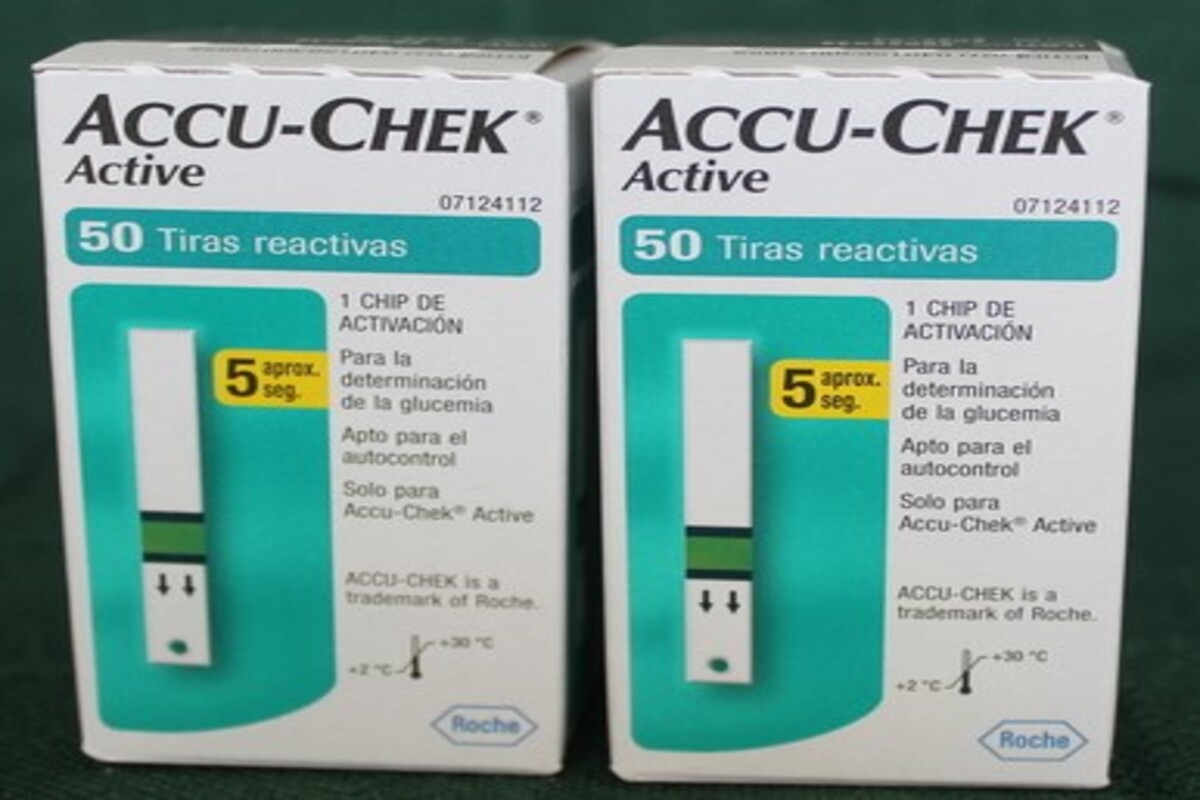 ACCU-CHEK®
Active
07124112
50 Tiras reactivas
1 CHIP DE
ACTIVACIÓN
5 aprox.
seg.
Para la
determinación
de la glucemia
Apto para el
autocontrol
Solo para
Accu-Chek® Active
ACCU-CHEK is a
trademark of Roche.
+30 °C
+2 °C
Roche
ACCU-CHEK®
Active
07124112
50 Tiras reactivas
1 CHIP DE
ACTIVACIÓN
5 aprox.
seg.
Para la
determinación
de la glucemia
Apto para el
autocontrol
Solo para
Accu-Chek® Active
ACCU-CHEK is a
trademark of Roche.
+30 °C
+2 °C
Roche